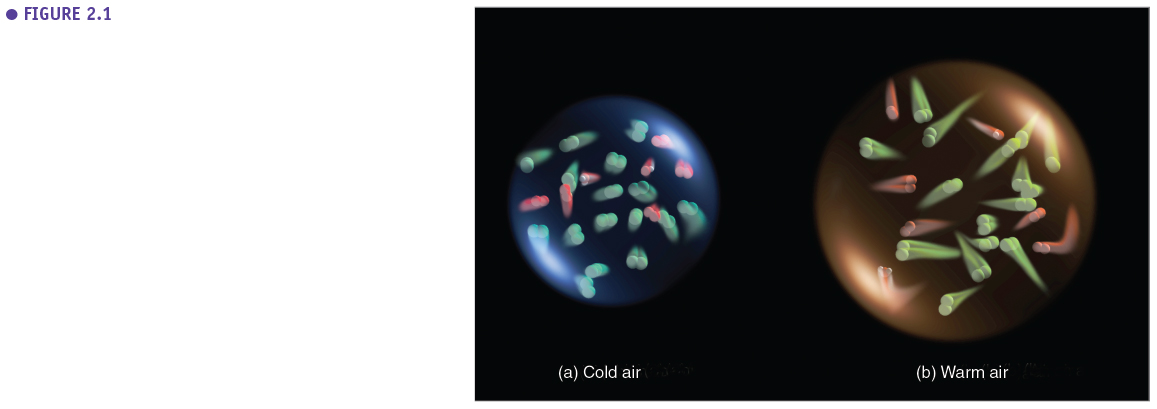 ● FIGURE 2.1
(a) Cold air
(b) Warm air